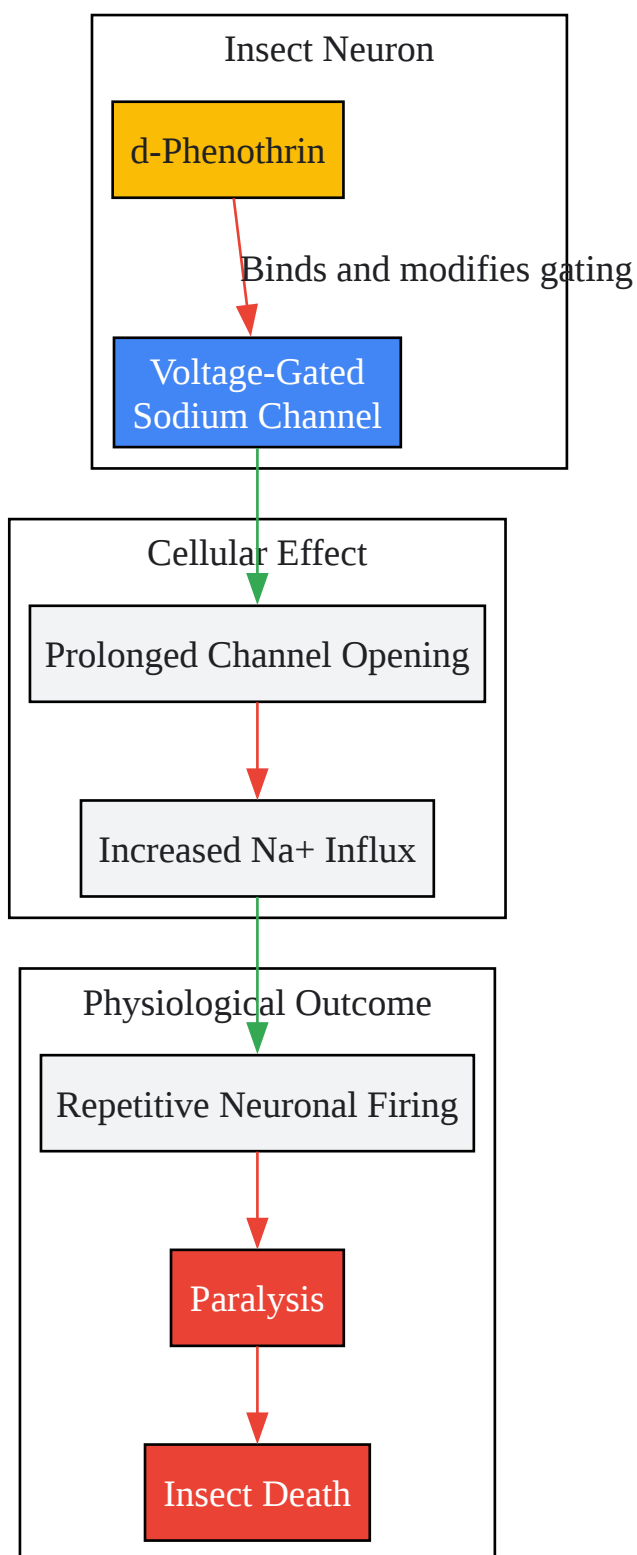 Insect Neuron
d-Phenothrin
Binds and modifies gating
Voltage-Gated
Sodium Channel
Cellular Effect
Prolonged Channel Opening
Increased Na+ Influx
Physiological Outcome
Repetitive Neuronal Firing
Paralysis
Insect Death